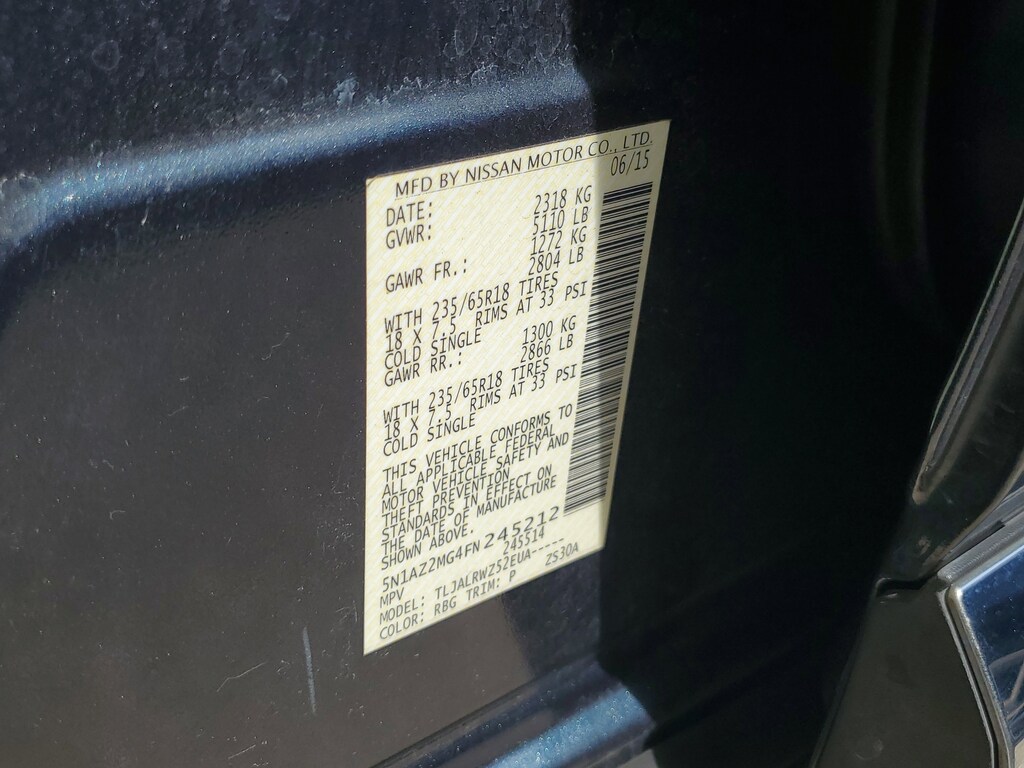 MFD BY NISSAN MOTOR CO., LTD.
DATE: 06/15
GVWR: 2318 KG
5110 LB
GAWR FR.: 1272 KG
2804 LB
WITH 235/65R18 TIRES
18 X 7.5 RIMS AT 33 PSI
COLD SINGLE
GAWR RR.: 1300 KG
2866 LB
WITH 235/65R18 TIRES
18 X 7.5 RIMS AT 33 PSI
COLD SINGLE
THIS VEHICLE CONFORMS TO
ALL APPLICABLE FEDERAL
MOTOR VEHICLE SAFETY AND
THEFT PREVENTION
STANDARDS IN EFFECT ON
THE DATE OF MANUFACTURE
SHOWN ABOVE.
5N1AZ2MG4FN245212
MPV 245514
MODEL: TLJALRWZ52EUA-----
COLOR: RBG TRIM: P ZS30A